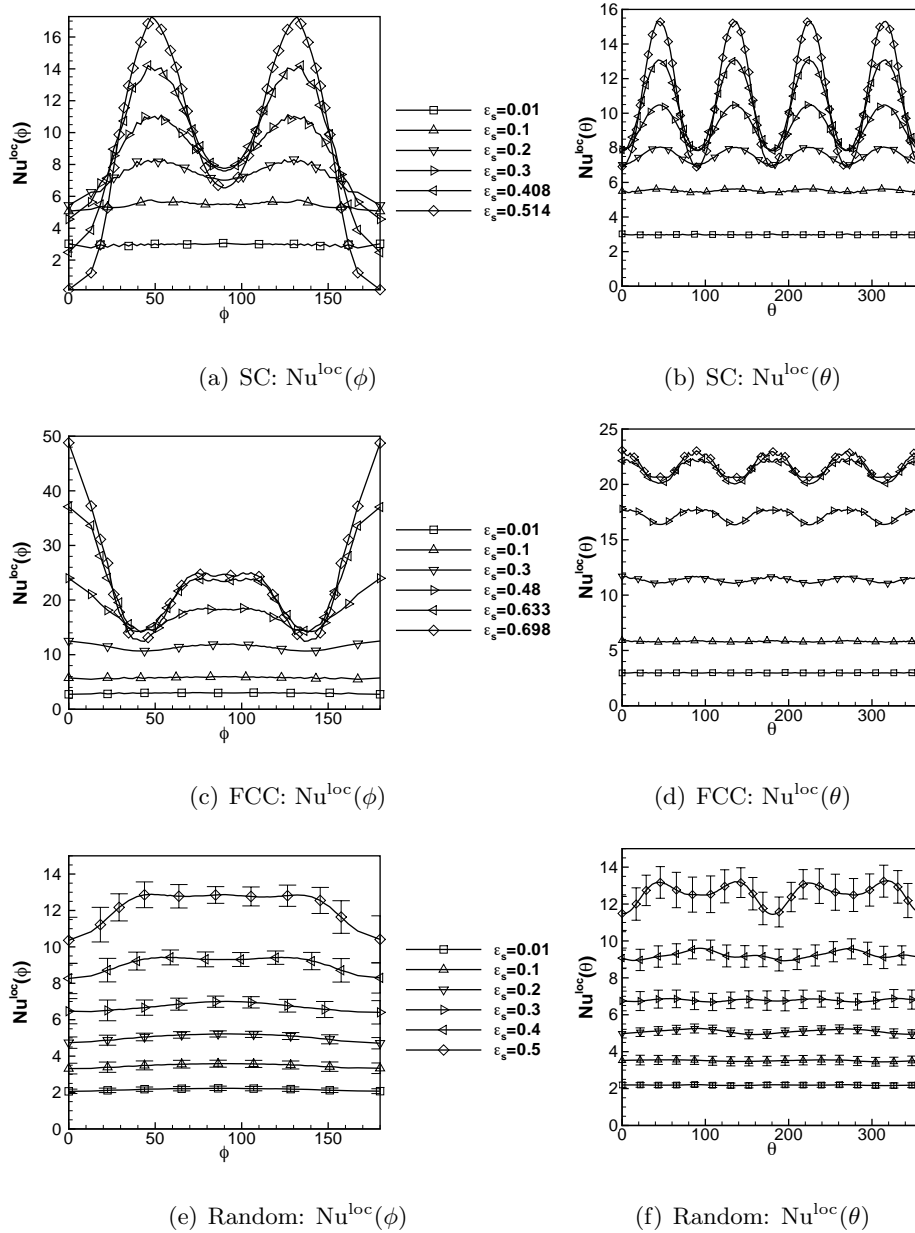 Nu^loc(φ)
16
14
12
10
8
6
4
2
0 50 100 150
φ
ε_s=0.01
ε_s=0.1
ε_s=0.2
ε_s=0.3
ε_s=0.408
ε_s=0.514
(a) SC: Nu^loc(φ)
Nu^loc(θ)
16
14
12
10
8
6
4
2
0
0 100 200 300
θ
(b) SC: Nu^loc(θ)
Nu^loc(φ)
50
40
30
20
10
0
0 50 100 150
φ
ε_s=0.01
ε_s=0.1
ε_s=0.3
ε_s=0.48
ε_s=0.633
ε_s=0.698
(c) FCC: Nu^loc(φ)
Nu^loc(θ)
25
20
15
10
5
0
0 100 200 300
θ
(d) FCC: Nu^loc(θ)
Nu^loc(φ)
14
12
10
8
6
4
2
0
0 50 100 150
φ
ε_s=0.01
ε_s=0.1
ε_s=0.2
ε_s=0.3
ε_s=0.4
ε_s=0.5
(e) Random: Nu^loc(φ)
Nu^loc(θ)
14
12
10
8
6
4
2
0
0 100 200 300
θ
(f) Random: Nu^loc(θ)